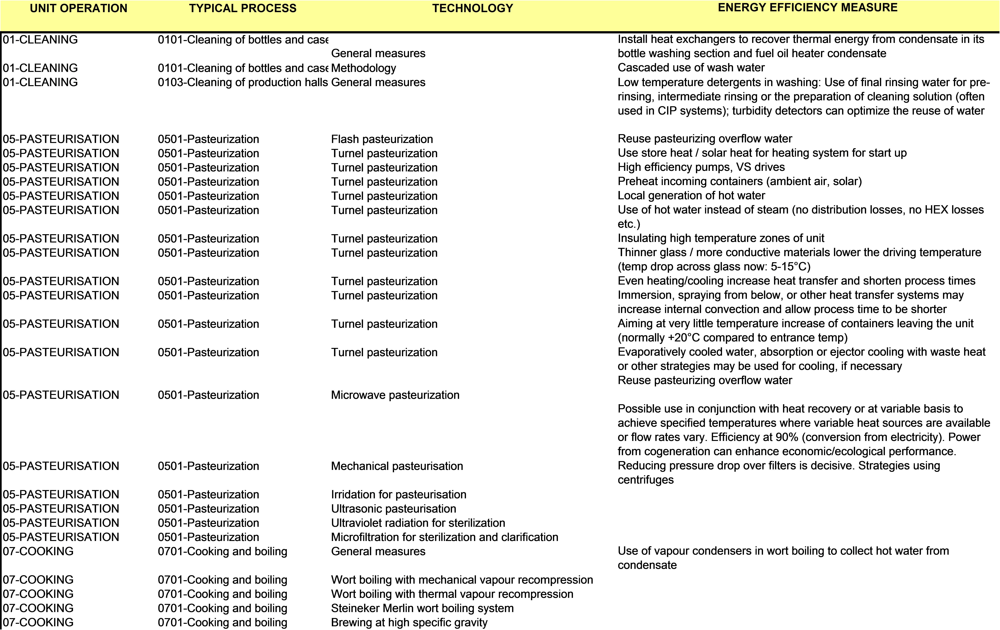 UNIT OPERATION TYPICAL PROCESS TECHNOLOGY ENERGY EFFICIENCY MEASURE
01-CLEANING 0101-Cleaning of bottles and case Install heat exchangers to recover thermal energy from condensate in its
General measures bottle washing section and fuel oil heater condensate
01-CLEANING 0101-Cleaning of bottles and case Methodology Cascaded use of wash water
01-CLEANING 0103-Cleaning of production halls General measures Low temperature detergents in washing: Use of final rinsing water for pre-
rinsing, intermediate rinsing or the preparation of cleaning solution (often
used in CIP systems); turbidity detectors can optimize the reuse of water
05-PASTEURISATION 0501-Pasteurization Flash pasteurization Reuse pasteurizing overflow water
05-PASTEURISATION 0501-Pasteurization Turnel pasteurization Use store heat / solar heat for heating system for start up
05-PASTEURISATION 0501-Pasteurization Turnel pasteurization High efficiency pumps, VS drives
05-PASTEURISATION 0501-Pasteurization Turnel pasteurization Preheat incoming containers (ambient air, solar)
05-PASTEURISATION 0501-Pasteurization Turnel pasteurization Local generation of hot water
05-PASTEURISATION 0501-Pasteurization Turnel pasteurization Use of hot water instead of steam (no distribution losses, no HEX losses
etc.)
05-PASTEURISATION 0501-Pasteurization Turnel pasteurization Insulating high temperature zones of unit
05-PASTEURISATION 0501-Pasteurization Turnel pasteurization Thinner glass / more conductive materials lower the driving temperature
(temp drop across glass now: 5-15°C)
05-PASTEURISATION 0501-Pasteurization Turnel pasteurization Even heating/cooling increase heat transfer and shorten process times
05-PASTEURISATION 0501-Pasteurization Turnel pasteurization Immersion, spraying from below, or other heat transfer systems may
increase internal convection and allow process time to be shorter
05-PASTEURISATION 0501-Pasteurization Turnel pasteurization Aiming at very little temperature increase of containers leaving the unit
(normally +20°C compared to entrance temp)
05-PASTEURISATION 0501-Pasteurization Turnel pasteurization Evaporatively cooled water, absorption or ejector cooling with waste heat
or other strategies may be used for cooling, if necessary
Reuse pasteurizing overflow water
05-PASTEURISATION 0501-Pasteurization Microwave pasteurization
Possible use in conjunction with heat recovery or at variable basis to
achieve specified temperatures where variable heat sources are available
or flow rates vary. Efficiency at 90% (conversion from electricity). Power
from cogeneration can enhance economic/ecological performance.
05-PASTEURISATION 0501-Pasteurization Mechanical pasteurisation Reducing pressure drop over filters is decisive. Strategies using
centrifuges
05-PASTEURISATION 0501-Pasteurization Irridation for pasteurisation
05-PASTEURISATION 0501-Pasteurization Ultrasonic pasteurisation
05-PASTEURISATION 0501-Pasteurization Ultraviolet radiation for sterilization
05-PASTEURISATION 0501-Pasteurization Microfiltration for sterilization and clarification
07-COOKING 0701-Cooking and boiling General measures Use of vapour condensers in wort boiling to collect hot water from
condensate
07-COOKING 0701-Cooking and boiling Wort boiling with mechanical vapour recompression
07-COOKING 0701-Cooking and boiling Wort boiling with thermal vapour recompression
07-COOKING 0701-Cooking and boiling Steineker Merlin wort boiling system
07-COOKING 0701-Cooking and boiling Brewing at high specific gravity